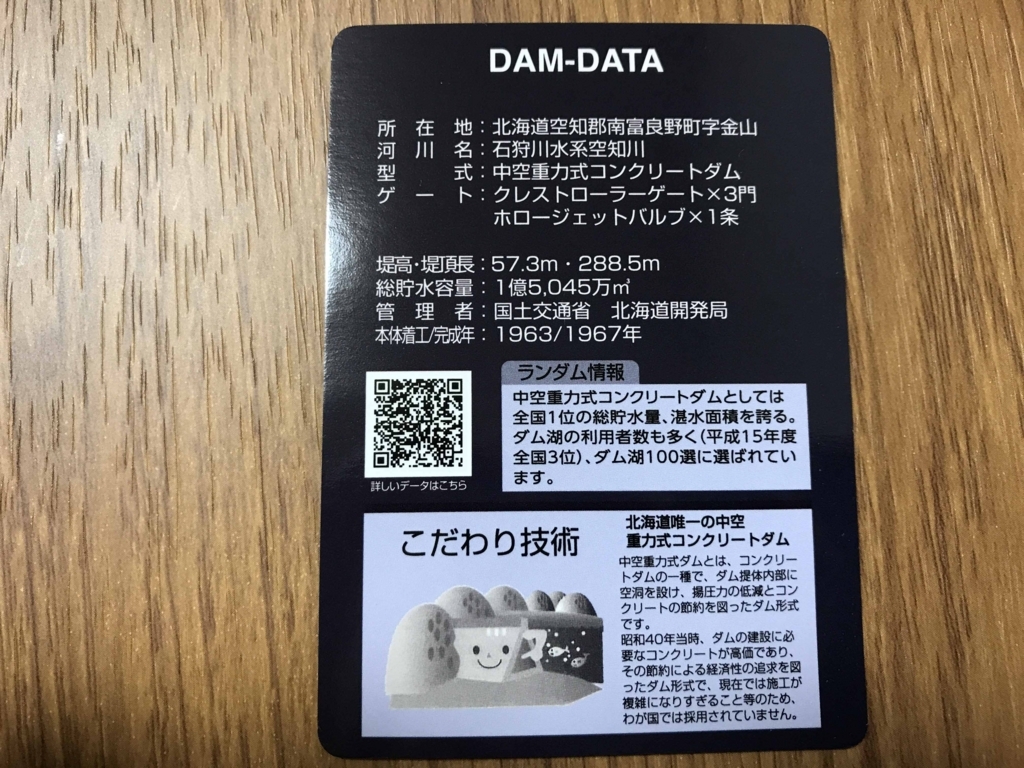 DAM-DATA
所在地：北海道空知郡南富良野町字金山
河川名：石狩川水系空知川
型式：中空重力式コンクリートダム
ゲート：クレストローラーゲート×3門
ホロージェットバルブ×1条
堤高・堤頂長：57.3m・288.5m
総貯水容量：1億5,045万㎥
管理者：国土交通省　北海道開発局
本体着工/完成年：1963/1967年
ランダム情報
中空重力式コンクリートダムとしては
全国1位の総貯水量、湛水面積を誇る。
ダム湖の利用者数も多く(平成15年度
全国3位)、ダム湖100選に選ばれてい
ます。
詳しいデータはこちら
こだわり技術
北海道唯一の中空
重力式コンクリートダム
中空重力式ダムとは、コンクリー
トダムの一種で、ダム提体内部に
空洞を設け、揚圧力の低減とコン
クリートの節約を図ったダム形式
です。
昭和40年当時、ダムの建設に必
要なコンクリートが高価であり、
その節約による経済性の追求を図
ったダム形式で、現在では施工が
複雑になりすぎること等のため、
わが国では採用されていません。